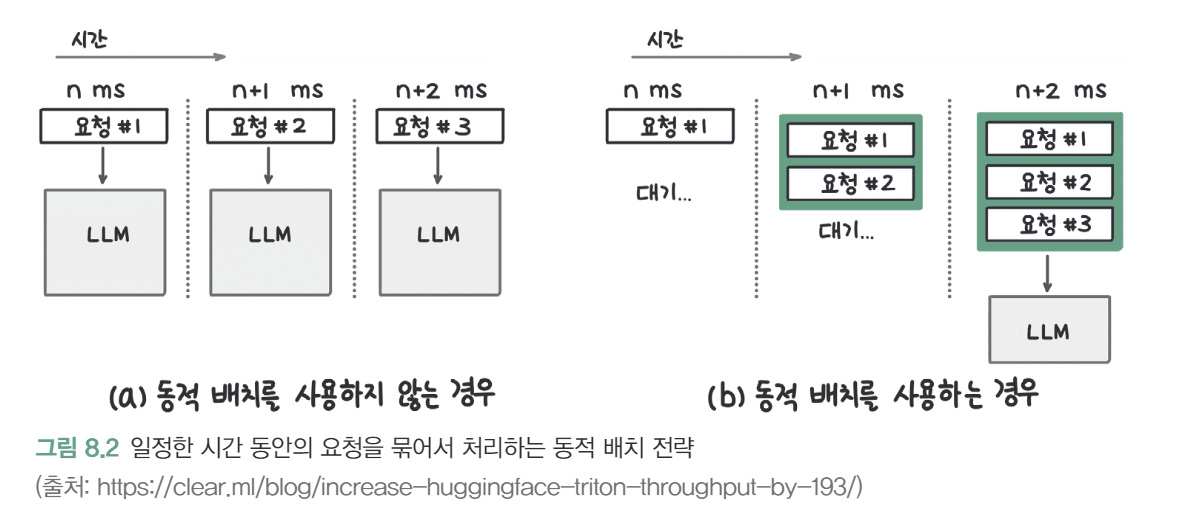 시간
n ms
n+1 ms
n+2 ms
요청 #1
요청 #2
요청 #3
LLM
LLM
LLM
(a) 동적 배치를 사용하지 않는 경우
시간
n ms
n+1 ms
n+2 ms
요청 #1
대기...
요청 #1
요청 #2
대기...
요청 #1
요청 #2
요청 #3
LLM
(b) 동적 배치를 사용하는 경우
그림 8.2 일정한 시간 동안의 요청을 묶어서 처리하는 동적 배치 전략
(출처: https://clear.ml/blog/increase-huggingface-triton-throughput-by-193/)